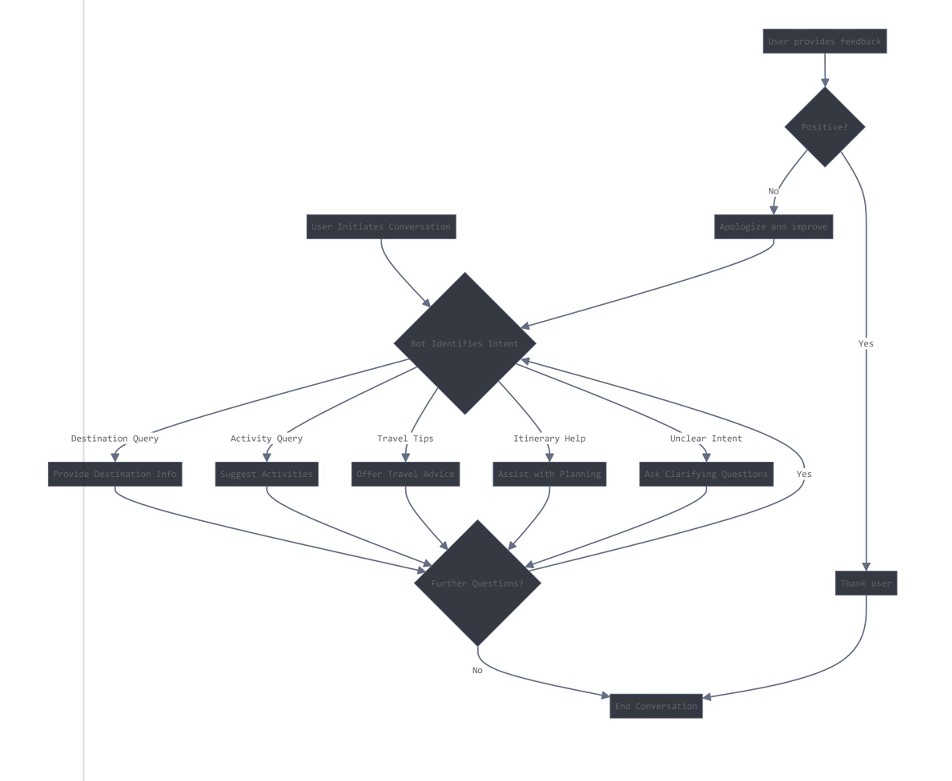 User provides feedback
Positive?
No
User Initiates Conversation
Apologize and improve
Bot Identifies Intent
Yes
Destination Query
Activity Query
Travel Tips
Itinerary Help
Unclear Intent
Provide Destination Info
Suggest Activities
Offer Travel Advice
Assist with Planning
Ask Clarifying Questions
Yes
Further Questions?
Thank user
No
End Conversation